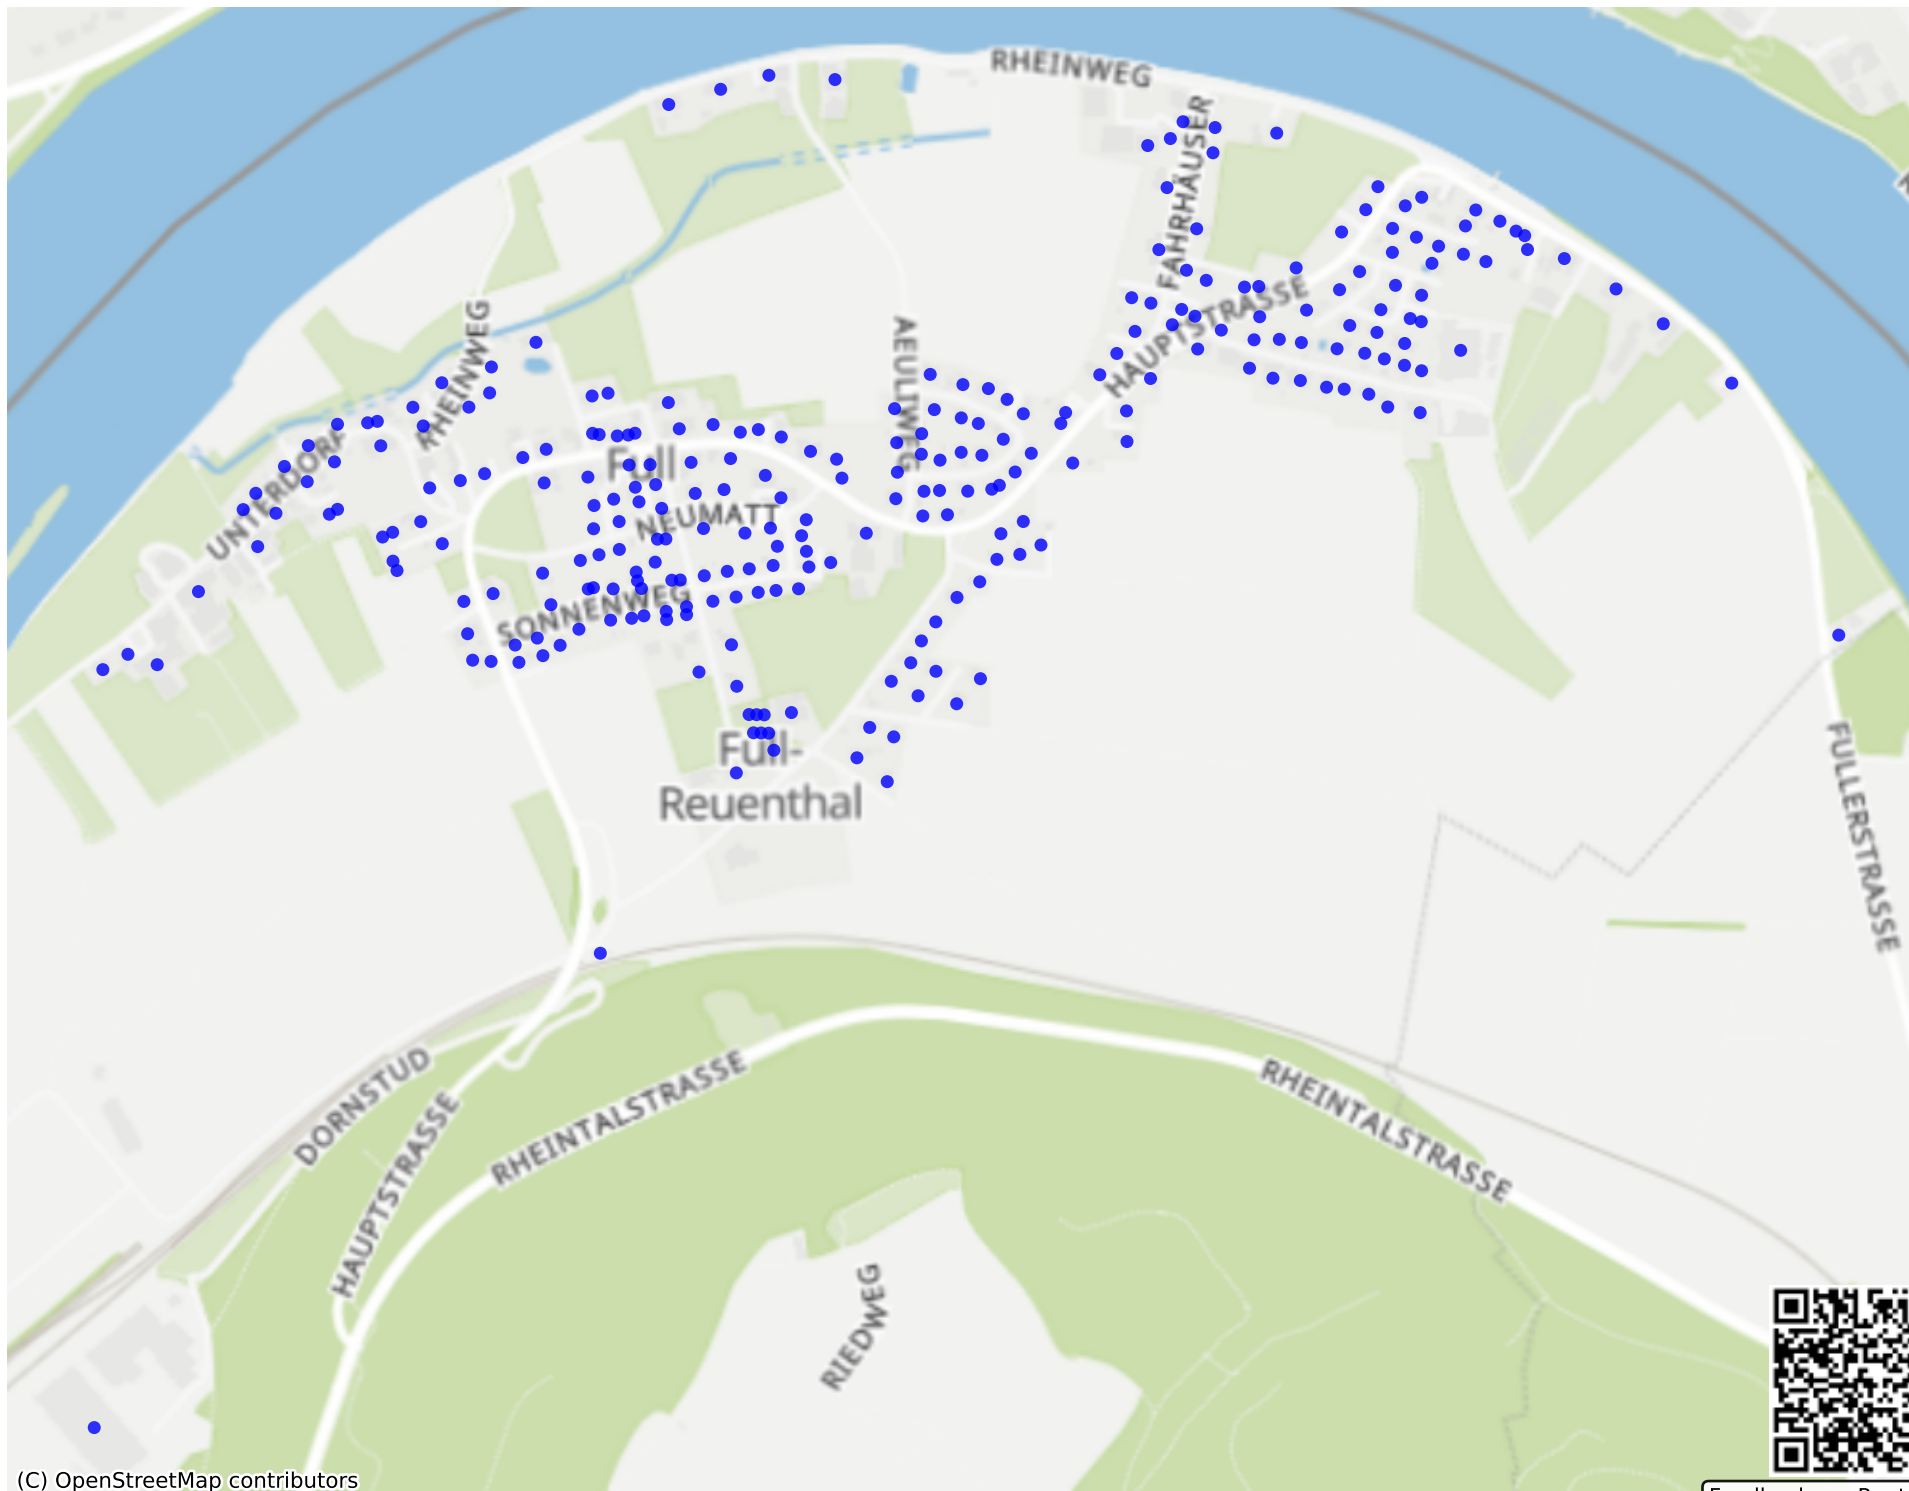 RHEINWEG
FAHRHÄUSER
HAUPTSTRASSE
RHEINWEG
AEULIWEG
UNTERDORF
Full
NEUMATT
SONNENWEG
Full-
Reuenthal
FULLERSTRASSE
DORNSTUD
HAUPTSTRASSE
RHEINTALSTRASSE
RHEINTALSTRASSE
RIEDWEG
(C) OpenStreetMap contributors